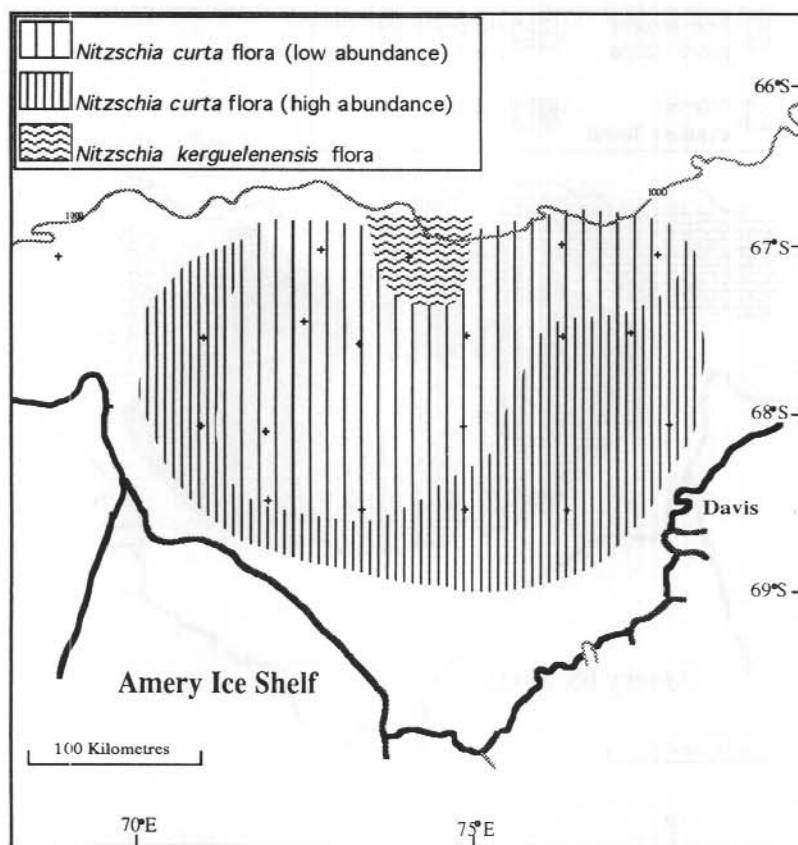 Nitzschia curta flora (low abundance)
Nitzschia curta flora (high abundance)
Nitzschia kerguelenensis flora
66°S
1000
1000
67°S
68°S
Davis
69°S
Amery Ice Shelf
100 Kilometres
70°E
75°E